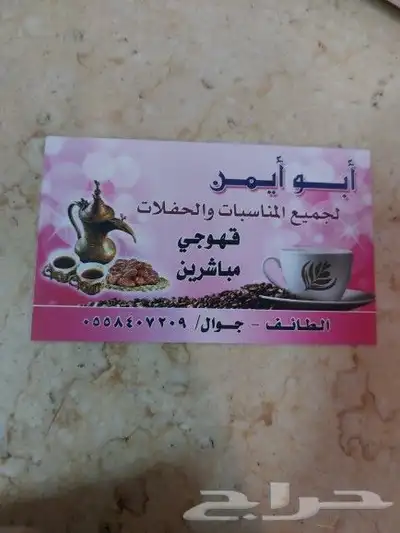 أبو أيمن
لجميع المناسبات والحفلات
قهوجي
مباشرين
الطائف - جوال/ ٠٥٥٨٤٠٧٢٠٩
حراج